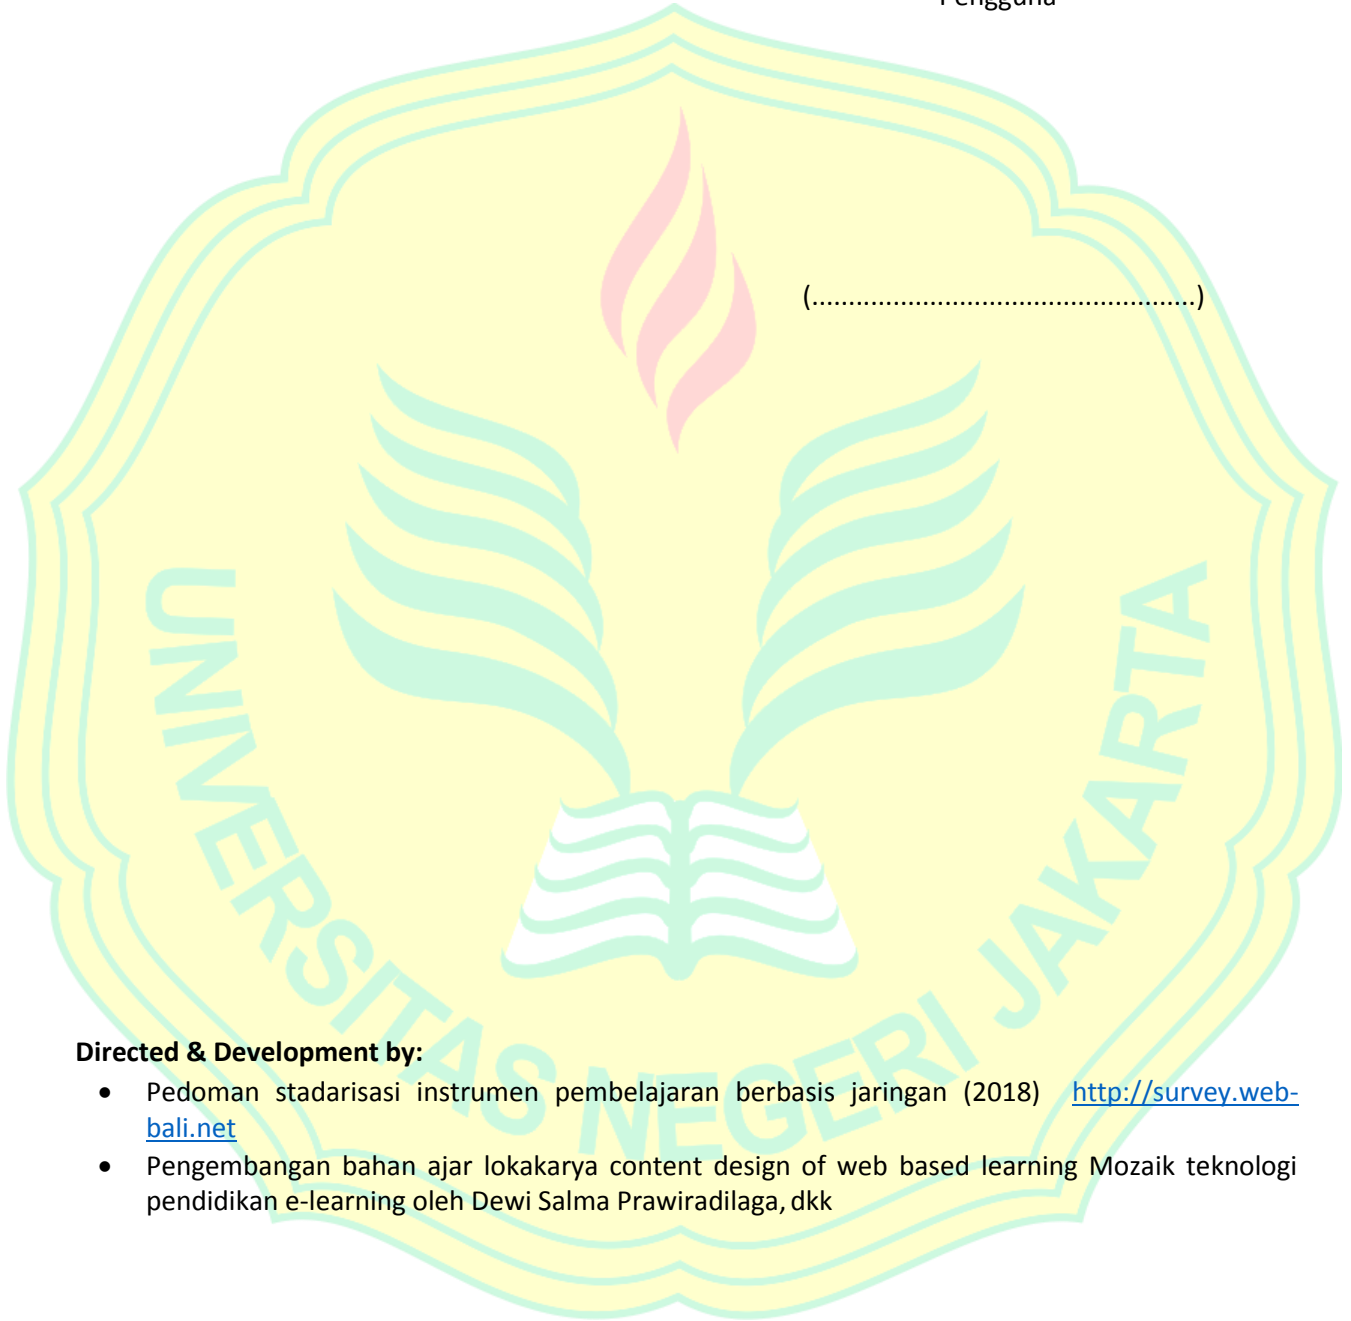 Pengguna
(....................................................)
UNIVERSITAS NEGERI JAKARTA
Directed & Development by:
• Pedoman stadarisasi instrumen pembelajaran berbasis jaringan (2018) http://survey.web-
bali.net
• Pengembangan bahan ajar lokakarya content design of web based learning Mozaik teknologi
pendidikan e-learning oleh Dewi Salma Prawiradilaga, dkk